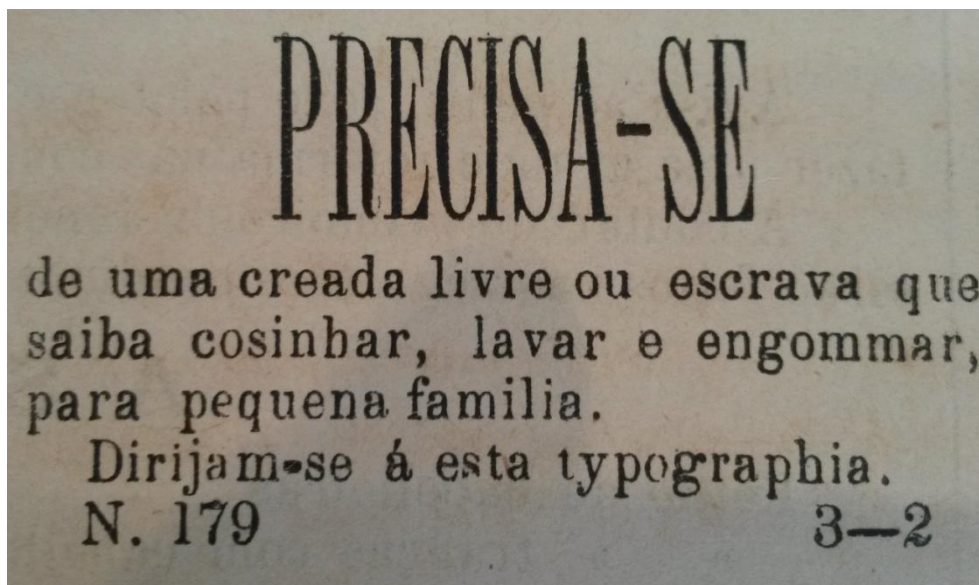 PRECISA-SE
de uma creada livre ou escrava que
saiba cosinhar, lavar e engommar,
para pequena familia.
Dirijam-se á esta typographia.
N. 179 3—2